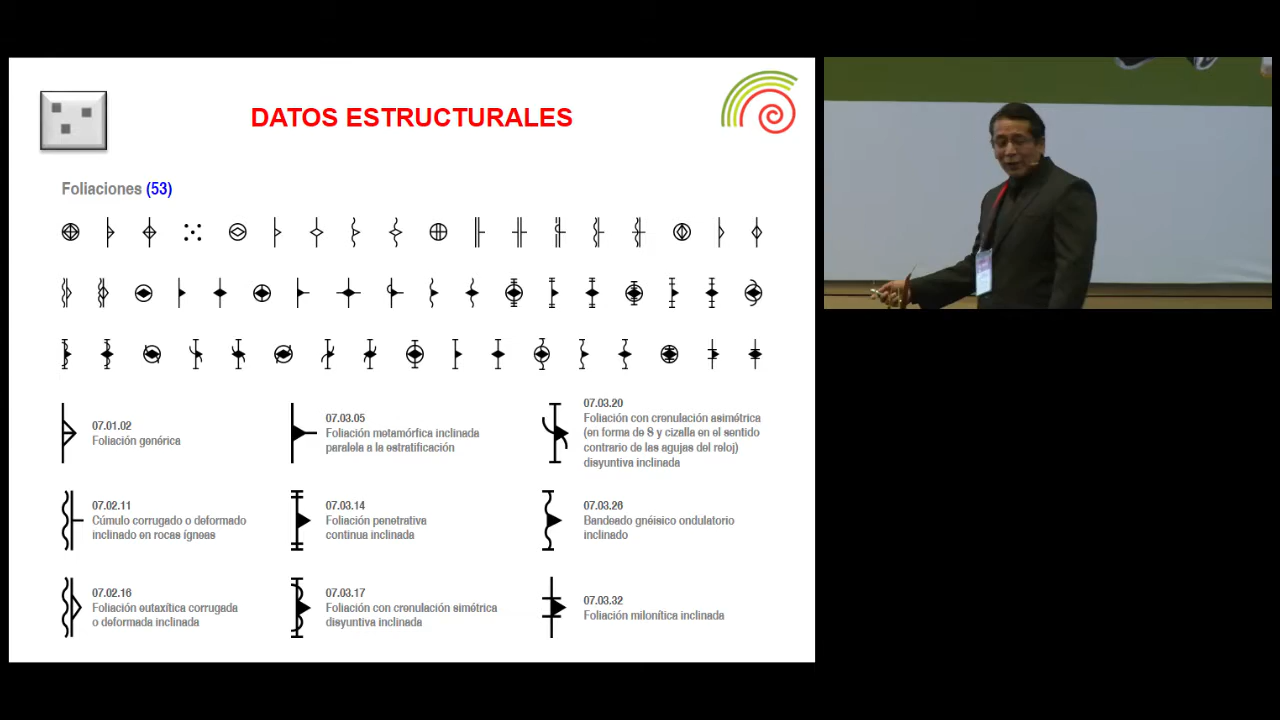 DATOS ESTRUCTURALES
Foliaciones (53)
07.01.02
Foliación genérica
07.03.05
Foliación metamórfica inclinada
paralela a la estratificación
07.03.20
Foliación con crenulación asimétrica
(en forma de S y cizalla en el sentido
contrario de las agujas del reloj)
disyuntiva inclinada
07.02.11
Cúmulo corrugado o deformado
inclinado en rocas ígneas
07.03.14
Foliación penetrativa
continua inclinada
07.03.26
Bandeado gnéisico ondulatorio
inclinado
07.02.16
Foliación eutaxítica corrugada
o deformada inclinada
07.03.17
Foliación con crenulación simétrica
disyuntiva inclinada
07.03.32
Foliación milonítica inclinada